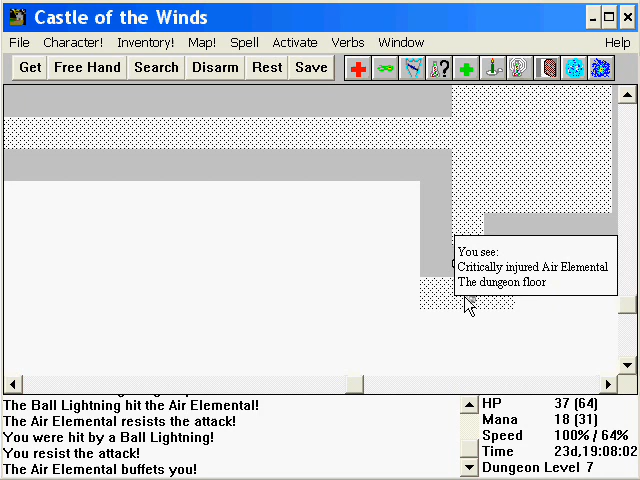 Castle of the Winds
File Character! Inventory! Map! Spell Activate Verbs Window Help
Get Free Hand Search Disarm Rest Save
You see:
Critically injured Air Elemental
The dungeon floor
The Ball Lightning hit the Air Elemental!
The Air Elemental resists the attack!
You were hit by a Ball Lightning!
You resist the attack!
The Air Elemental buffets you!
HP 37 (64)
Mana 18 (31)
Speed 100% / 64%
Time 23d,19:08:02
Dungeon Level 7